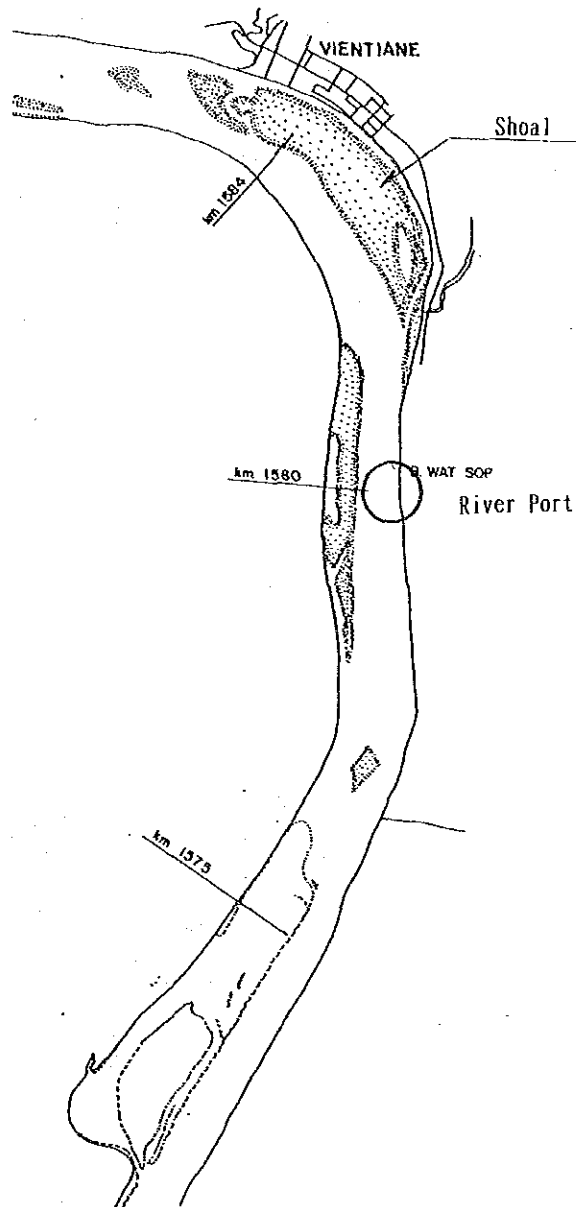 VIENTIANE
Shoal
km 1584
km 1580
B. WAT SOP
River Port
km 1575